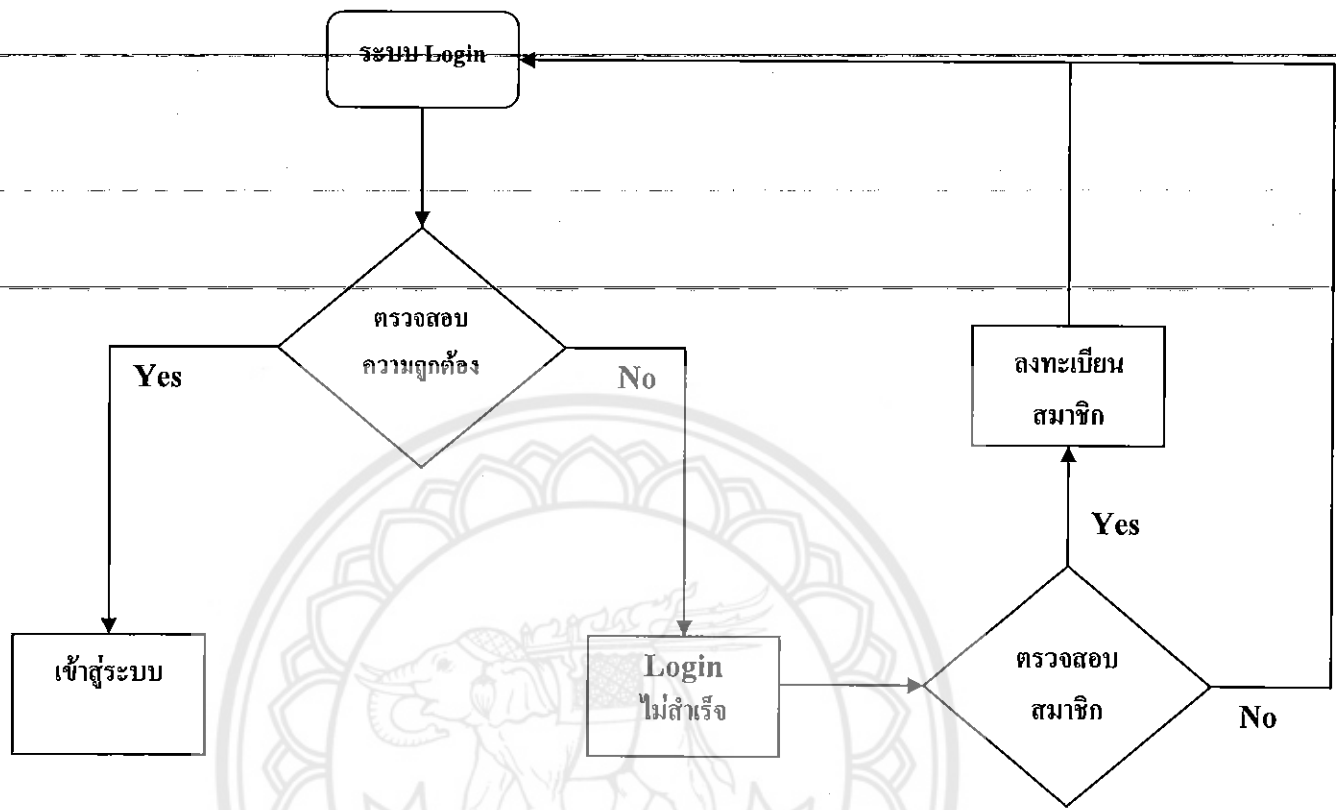 ระบบ Login
ตรวจสอบ
ความถูกต้อง
Yes
No
ลงทะเบียน
สมาชิก
Yes
เข้าสู่ระบบ
Login
ไม่สำเร็จ
ตรวจสอบ
สมาชิก
No